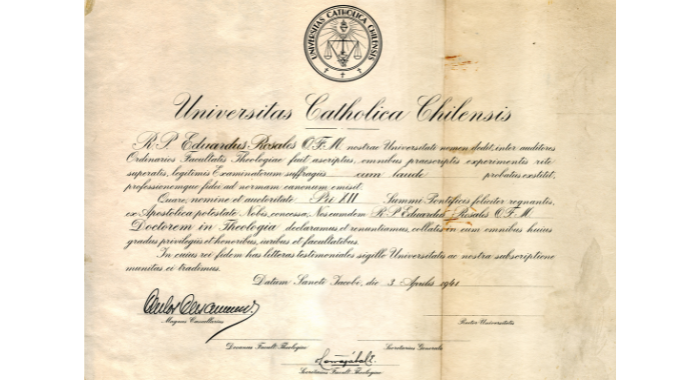 UNIVERSITAS CATHOLICA CHILENSIS
Universitas Catholica Chilensis
R. P. Eduardus Rosales O. F. M. nostrae Universitate nomen dedit, inter auditores
Ordinarios Facultatis Theologiae fuit ascriptus, omnibus praescriptis experimentis rite
superatis, legitimis Examinatorum suffragiis cum laude probatus exstitit,
professionemque fidei ad normam canonum emisit.
Quare, nomine et auctoritate Pii XII Summi Pontificis feliciter regnantis,
ex Apostolica potestate Nobis concessa, Nos eumdem R. P. Eduardus Rosales O. F. M.
Doctorem in Theologia declaramus et renuntiamus, collatis in eum omnibus huius
gradus privilegiis et honoribus, iuribus et facultatibus.
In cuius rei fidem has litteras testimoniales sigillo Universitatis ac nostra subscriptione
munitas ei tradimus.
Datum Sancti Jacobi, die 3 Aprilis 1941
Magnus Cancellarius
Rector Universitatis
Decanus Facult. Theologiae
Secretarius Generalis
Secretarius Facult. Theologiae